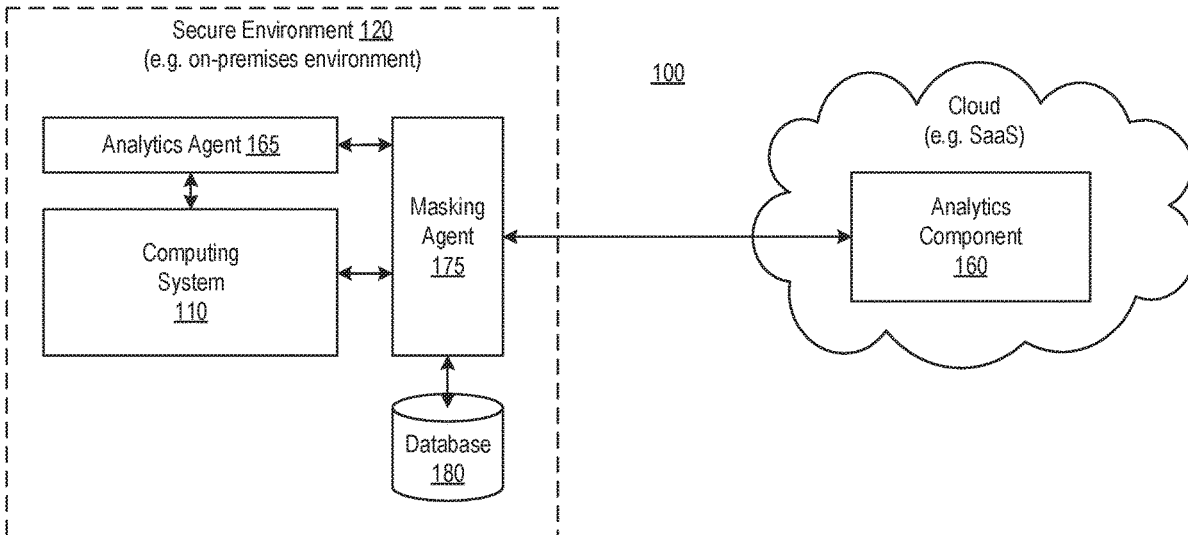 Secure Environment 120
(e.g. on-premises environment)
100
Cloud
(e.g. SaaS)
Analytics Agent 165
Computing
System
110
Masking
Agent
175
Analytics
Component
160
Database
180